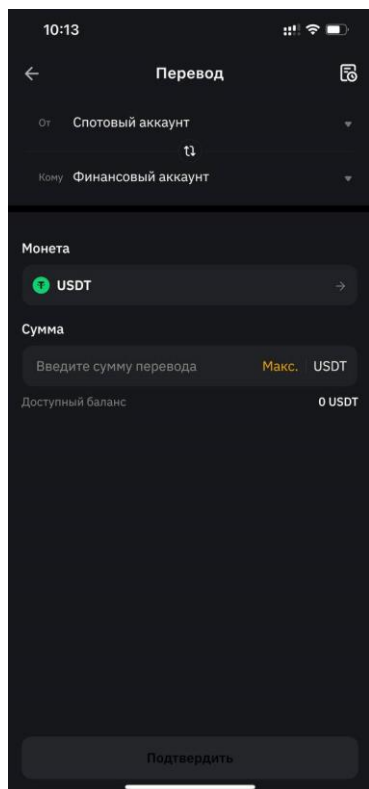 10:13
Перевод
От Спотовый аккаунт
Кому Финансовый аккаунт
Монета
USDT
Сумма
Введите сумму перевода Макс. USDT
Доступный баланс 0 USDT
Подтвердить